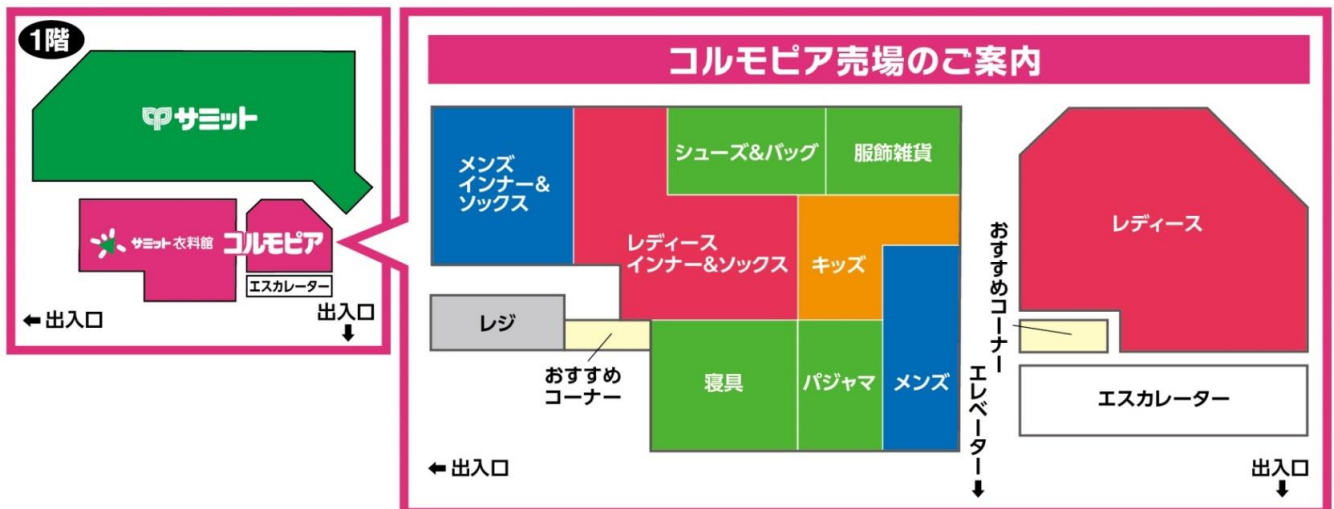 1階
サミット
サミット衣料館 コルモピア
エスカレーター
←出入口
出入口
↓
コルモピア売場のご案内
メンズ
インナー&
ソックス
シューズ&バッグ
服飾雑貨
レディース
インナー&ソックス
キッズ
レジ
おすすめ
コーナー
寝具
パジャマ
メンズ
←出入口
エレベーター→
レディース
おすすめコーナー
エスカレーター
出入口
↓